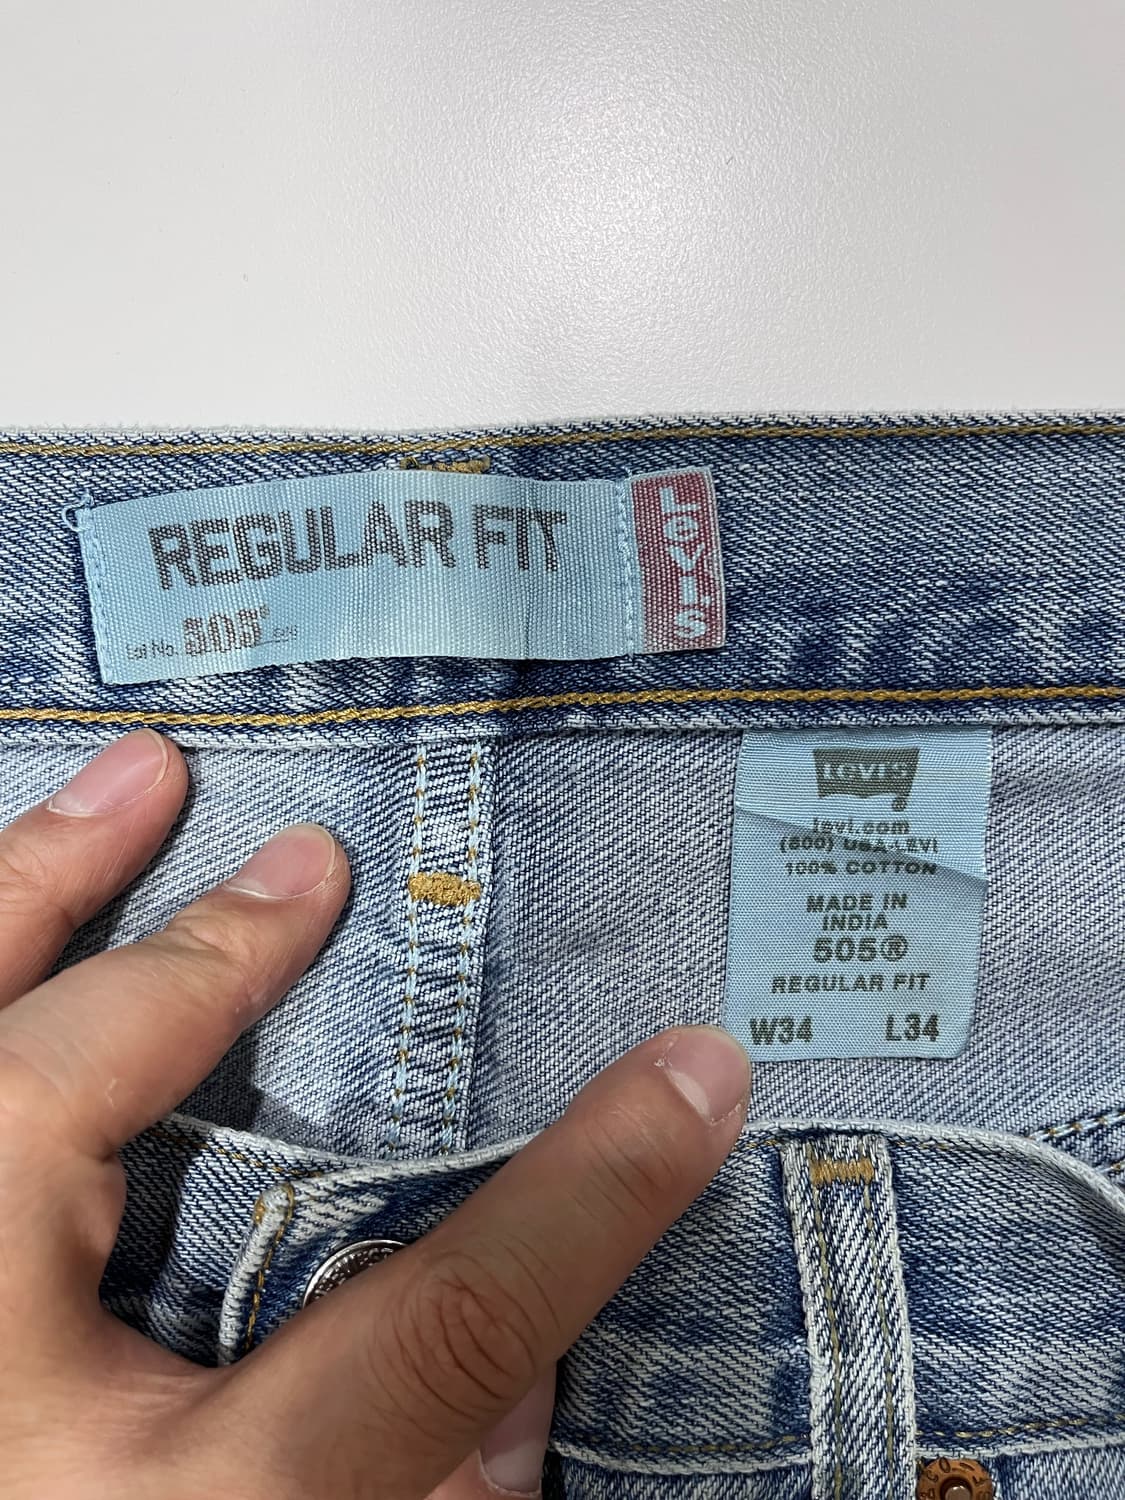 REGULAR FIT
Lot No. 505®
Levi's
LEVI'S
levi.com
(800) USA-LEVI
100% COTTON
MADE IN
INDIA
505®
REGULAR FIT
W34 L34